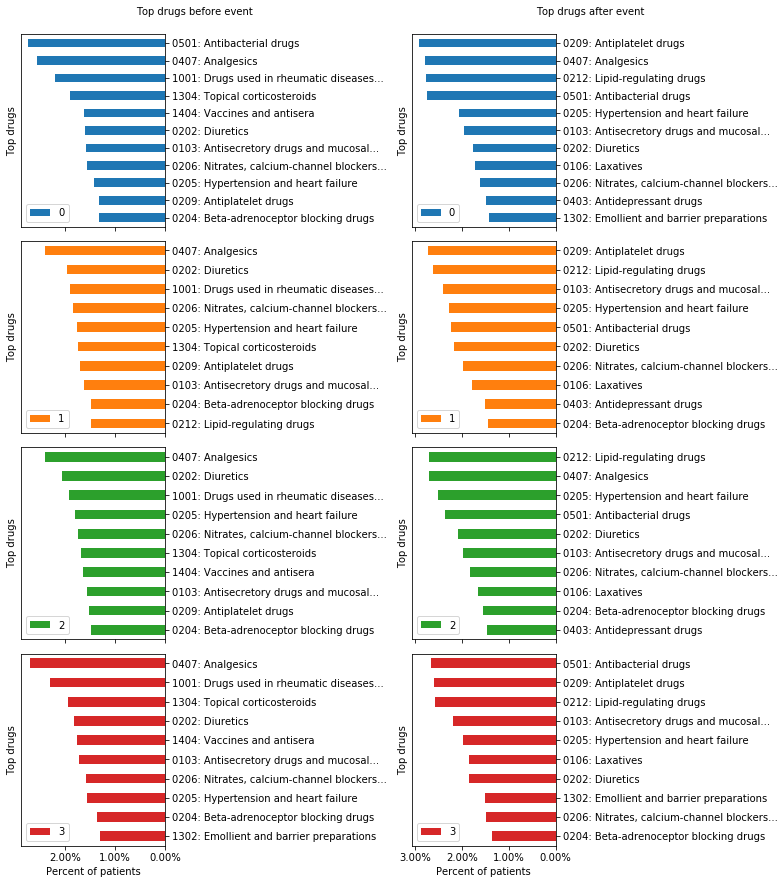 Top drugs before event
Top drugs
0501: Antibacterial drugs
0407: Analgesics
1001: Drugs used in rheumatic diseases...
1304: Topical corticosteroids
1404: Vaccines and antisera
0202: Diuretics
0103: Antisecretory drugs and mucosal...
0206: Nitrates, calcium-channel blockers...
0205: Hypertension and heart failure
0209: Antiplatelet drugs
0204: Beta-adrenoceptor blocking drugs
0
Top drugs
0407: Analgesics
0202: Diuretics
1001: Drugs used in rheumatic diseases...
0206: Nitrates, calcium-channel blockers...
0205: Hypertension and heart failure
1304: Topical corticosteroids
0209: Antiplatelet drugs
0103: Antisecretory drugs and mucosal...
0204: Beta-adrenoceptor blocking drugs
0212: Lipid-regulating drugs
1
Top drugs
0407: Analgesics
0202: Diuretics
1001: Drugs used in rheumatic diseases...
0205: Hypertension and heart failure
0206: Nitrates, calcium-channel blockers...
1304: Topical corticosteroids
1404: Vaccines and antisera
0103: Antisecretory drugs and mucosal...
0209: Antiplatelet drugs
0204: Beta-adrenoceptor blocking drugs
2
Top drugs
0407: Analgesics
1001: Drugs used in rheumatic diseases...
1304: Topical corticosteroids
0202: Diuretics
1404: Vaccines and antisera
0103: Antisecretory drugs and mucosal...
0206: Nitrates, calcium-channel blockers...
0205: Hypertension and heart failure
0204: Beta-adrenoceptor blocking drugs
1302: Emollient and barrier preparations
3
2.00% 1.00% 0.00%
Percent of patients
Top drugs after event
Top drugs
0209: Antiplatelet drugs
0407: Analgesics
0212: Lipid-regulating drugs
0501: Antibacterial drugs
0205: Hypertension and heart failure
0103: Antisecretory drugs and mucosal...
0202: Diuretics
0106: Laxatives
0206: Nitrates, calcium-channel blockers...
0403: Antidepressant drugs
1302: Emollient and barrier preparations
0
Top drugs
0209: Antiplatelet drugs
0212: Lipid-regulating drugs
0103: Antisecretory drugs and mucosal...
0205: Hypertension and heart failure
0501: Antibacterial drugs
0202: Diuretics
0206: Nitrates, calcium-channel blockers...
0106: Laxatives
0403: Antidepressant drugs
0204: Beta-adrenoceptor blocking drugs
1
Top drugs
0212: Lipid-regulating drugs
0407: Analgesics
0205: Hypertension and heart failure
0501: Antibacterial drugs
0202: Diuretics
0103: Antisecretory drugs and mucosal...
0206: Nitrates, calcium-channel blockers...
0106: Laxatives
0204: Beta-adrenoceptor blocking drugs
0403: Antidepressant drugs
2
Top drugs
0501: Antibacterial drugs
0209: Antiplatelet drugs
0212: Lipid-regulating drugs
0103: Antisecretory drugs and mucosal...
0205: Hypertension and heart failure
0106: Laxatives
0202: Diuretics
1302: Emollient and barrier preparations
0206: Nitrates, calcium-channel blockers...
0204: Beta-adrenoceptor blocking drugs
3
3.00% 2.00% 1.00% 0.00%
Percent of patients